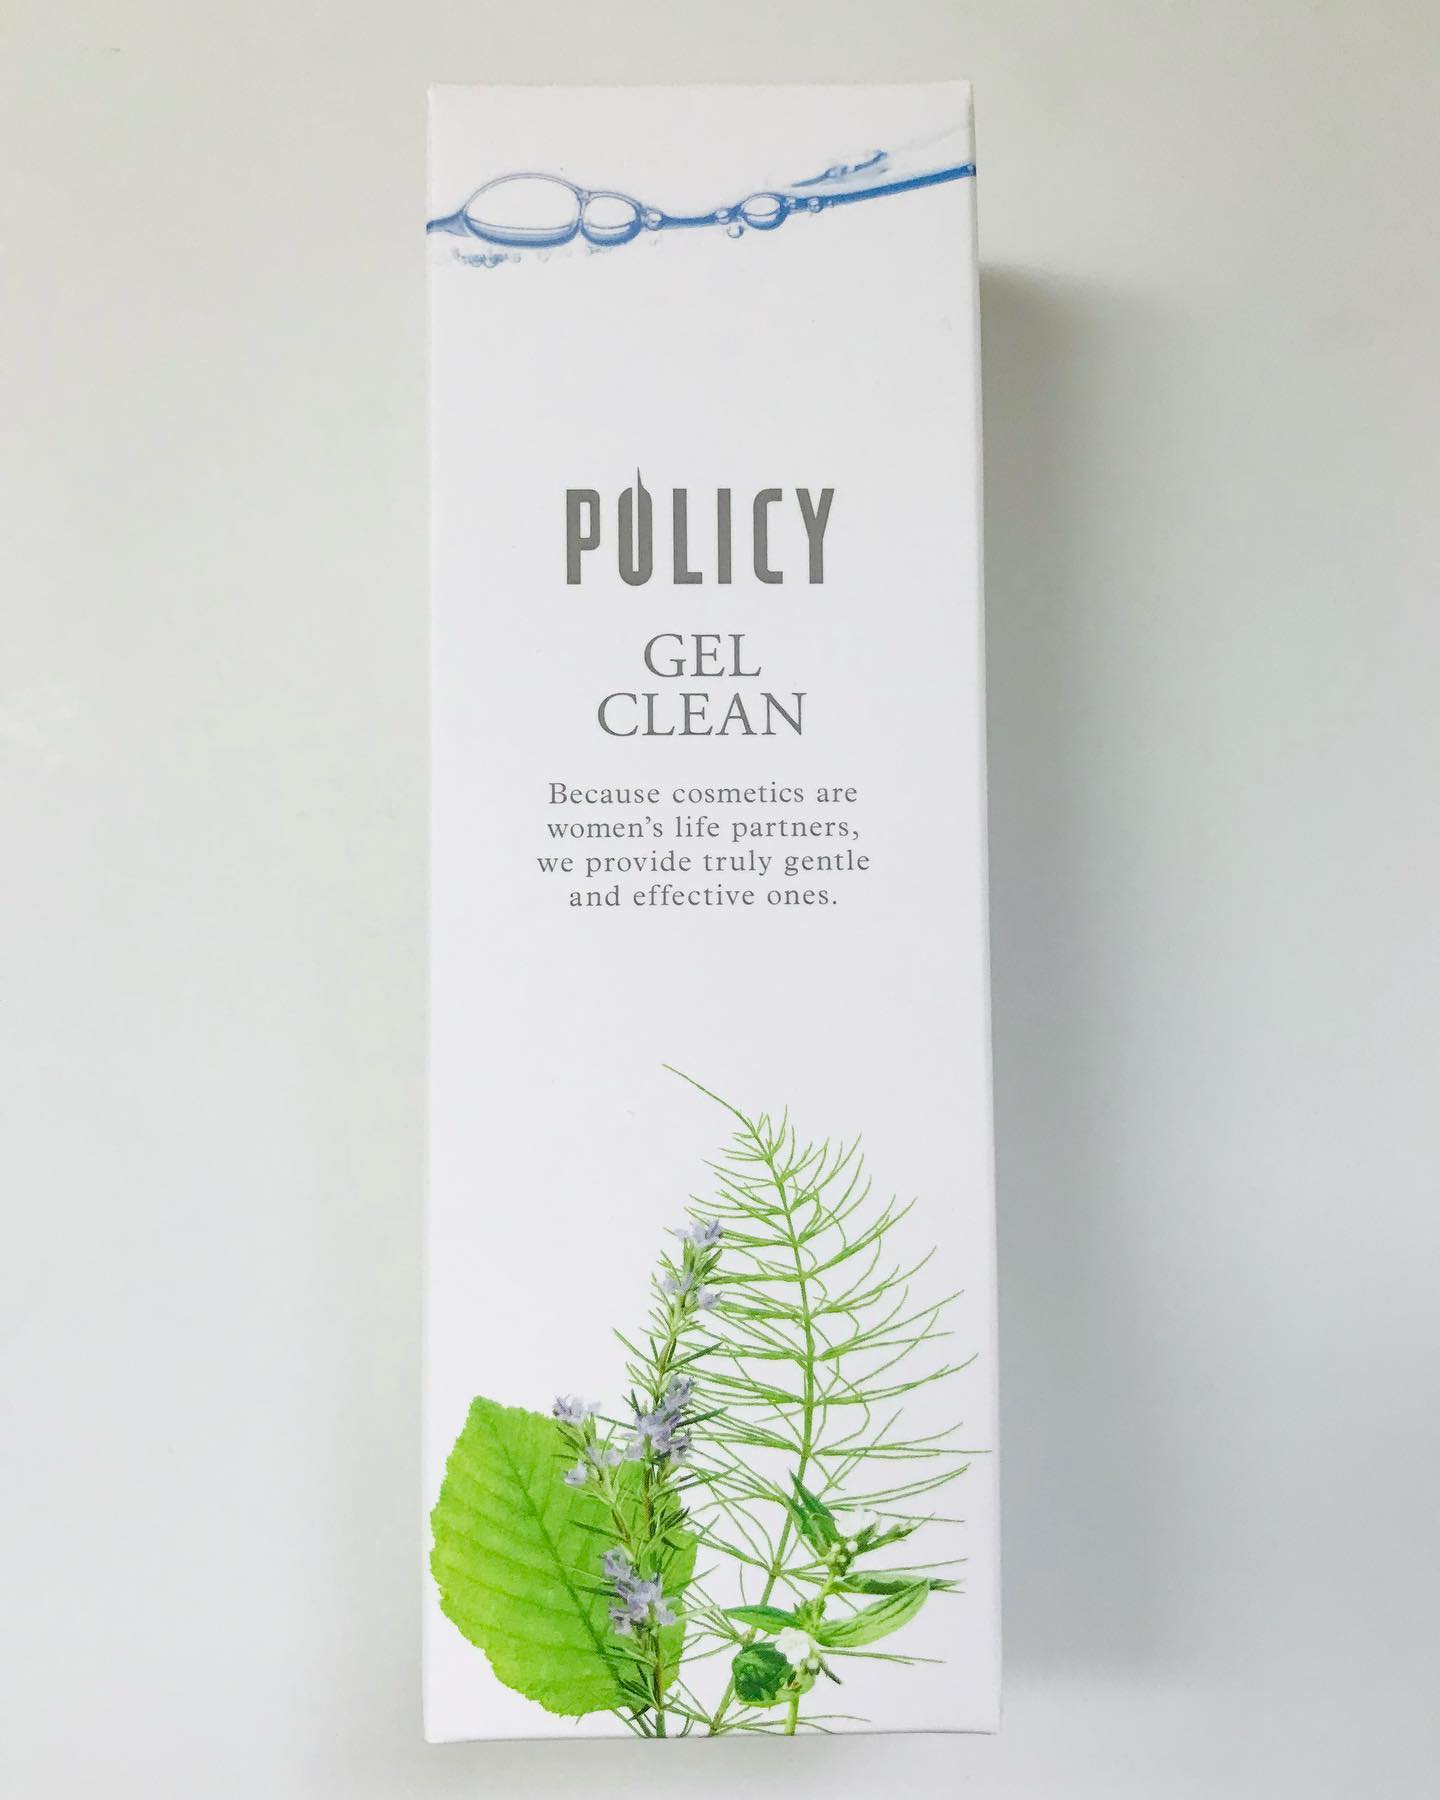 POLICY
GEL
CLEAN
Because cosmetics are
women's life partners,
we provide truly gentle
and effective ones.